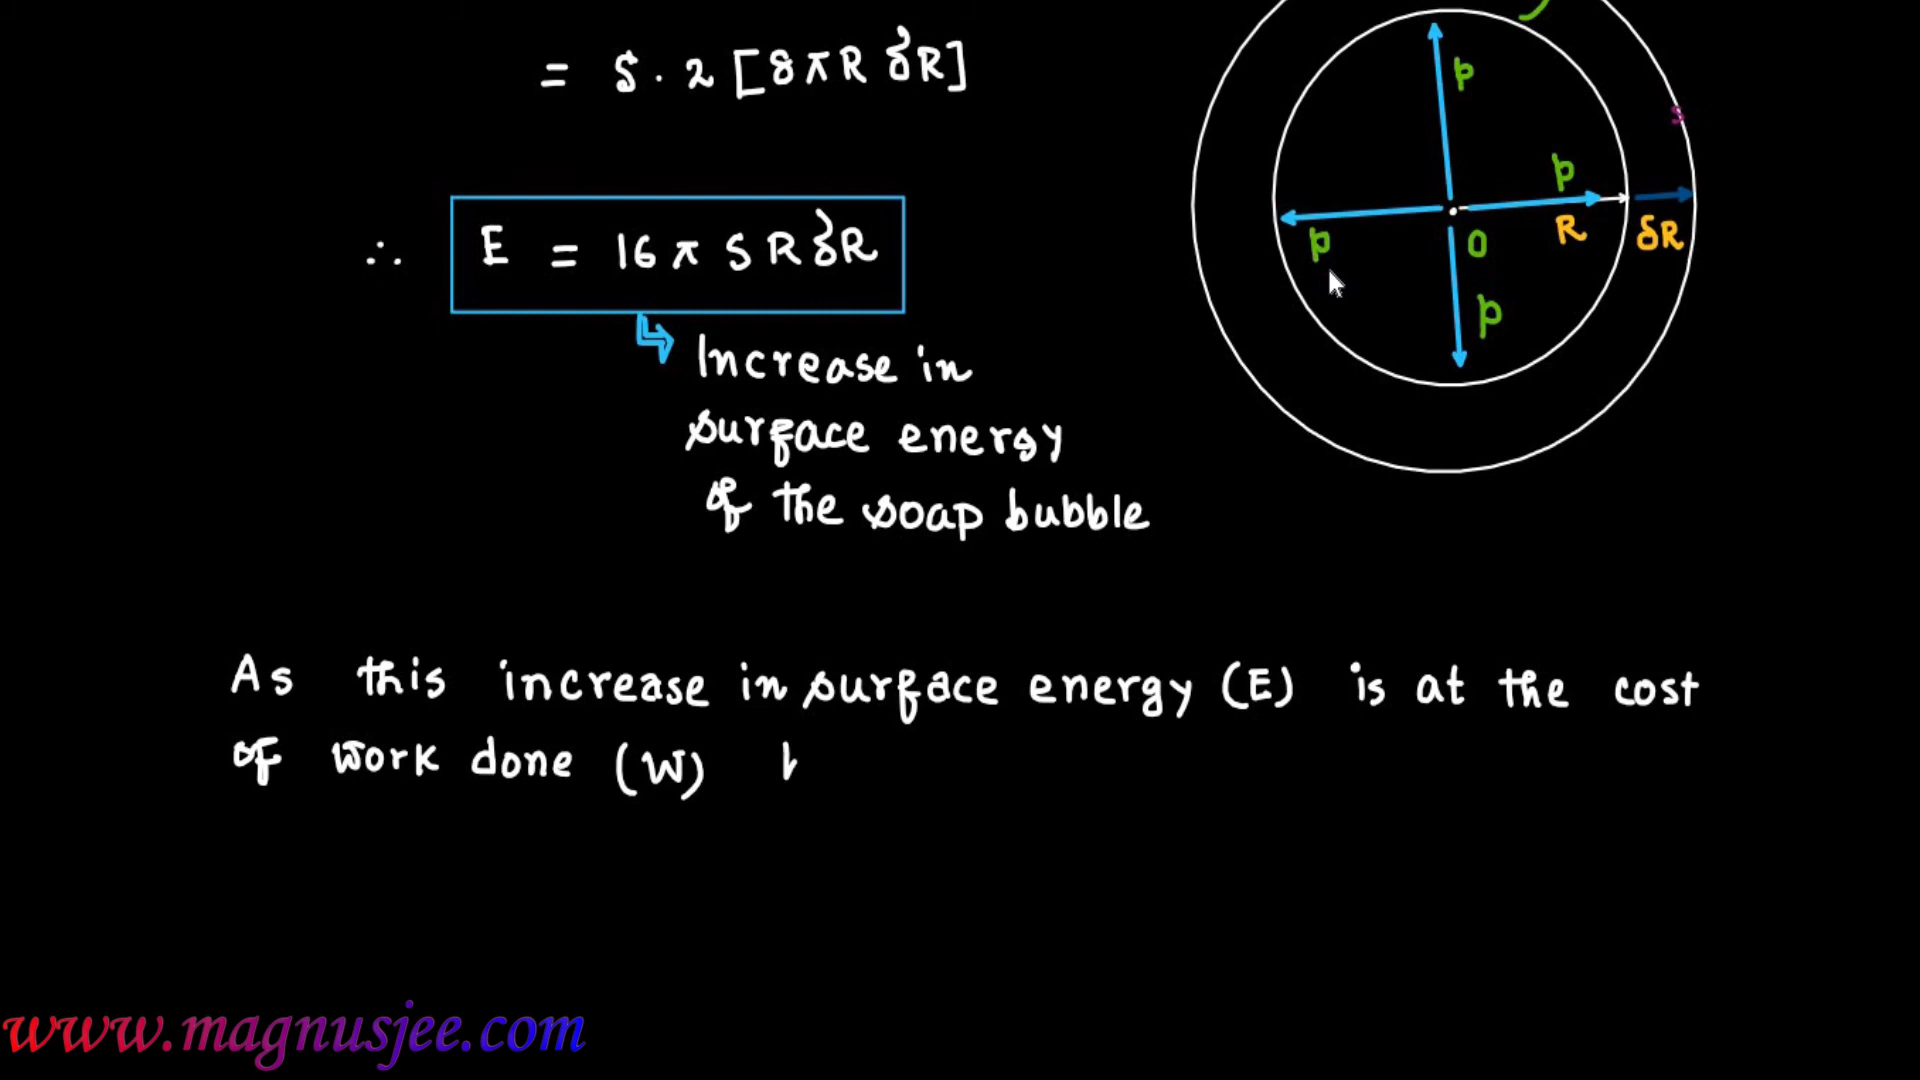 = S . 2 [8πR δR]
∴ E = 16 π S R δR
Increase in
surface energy
of the soap bubble
As this increase in surface energy (E) is at the cost
of work done (W)
p
s
p
R
δR
p
O
p
www.magnusjee.com